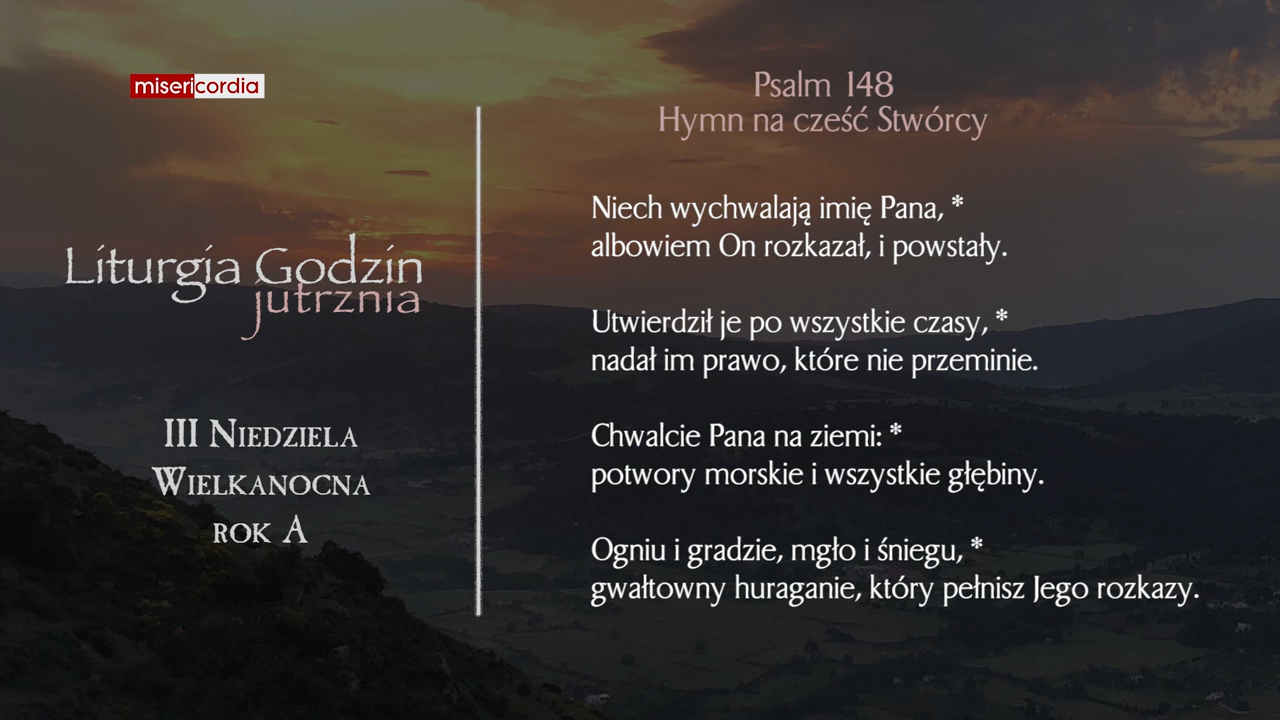 misericordia
Liturgia Godzin
jutrznia
III Niedziela
Wielkanocna
rok A
Psalm 148
Hymn na cześć Stwórcy
Niech wychwalają imię Pana, *
albowiem On rozkazał, i powstały.
Utwierdził je po wszystkie czasy, *
nadał im prawo, które nie przeminie.
Chwalcie Pana na ziemi: *
potwory morskie i wszystkie głębiny.
Ogniu i gradzie, mgło i śniegu, *
gwałtowny huraganie, który pełnisz Jego rozkazy.